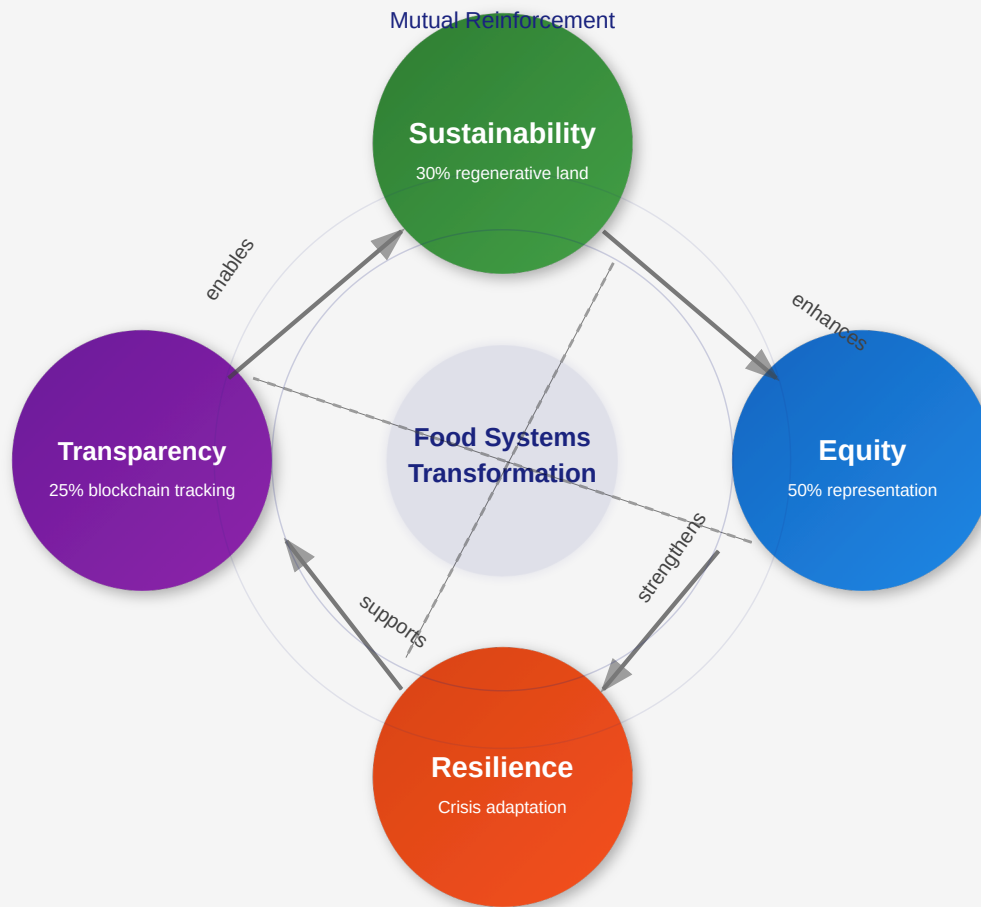 Mutual Reinforcement
Sustainability
30% regenerative land
enables
enhances
Transparency
25% blockchain tracking
Food Systems
Transformation
Equity
50% representation
strengthens
supports
Resilience
Crisis adaptation